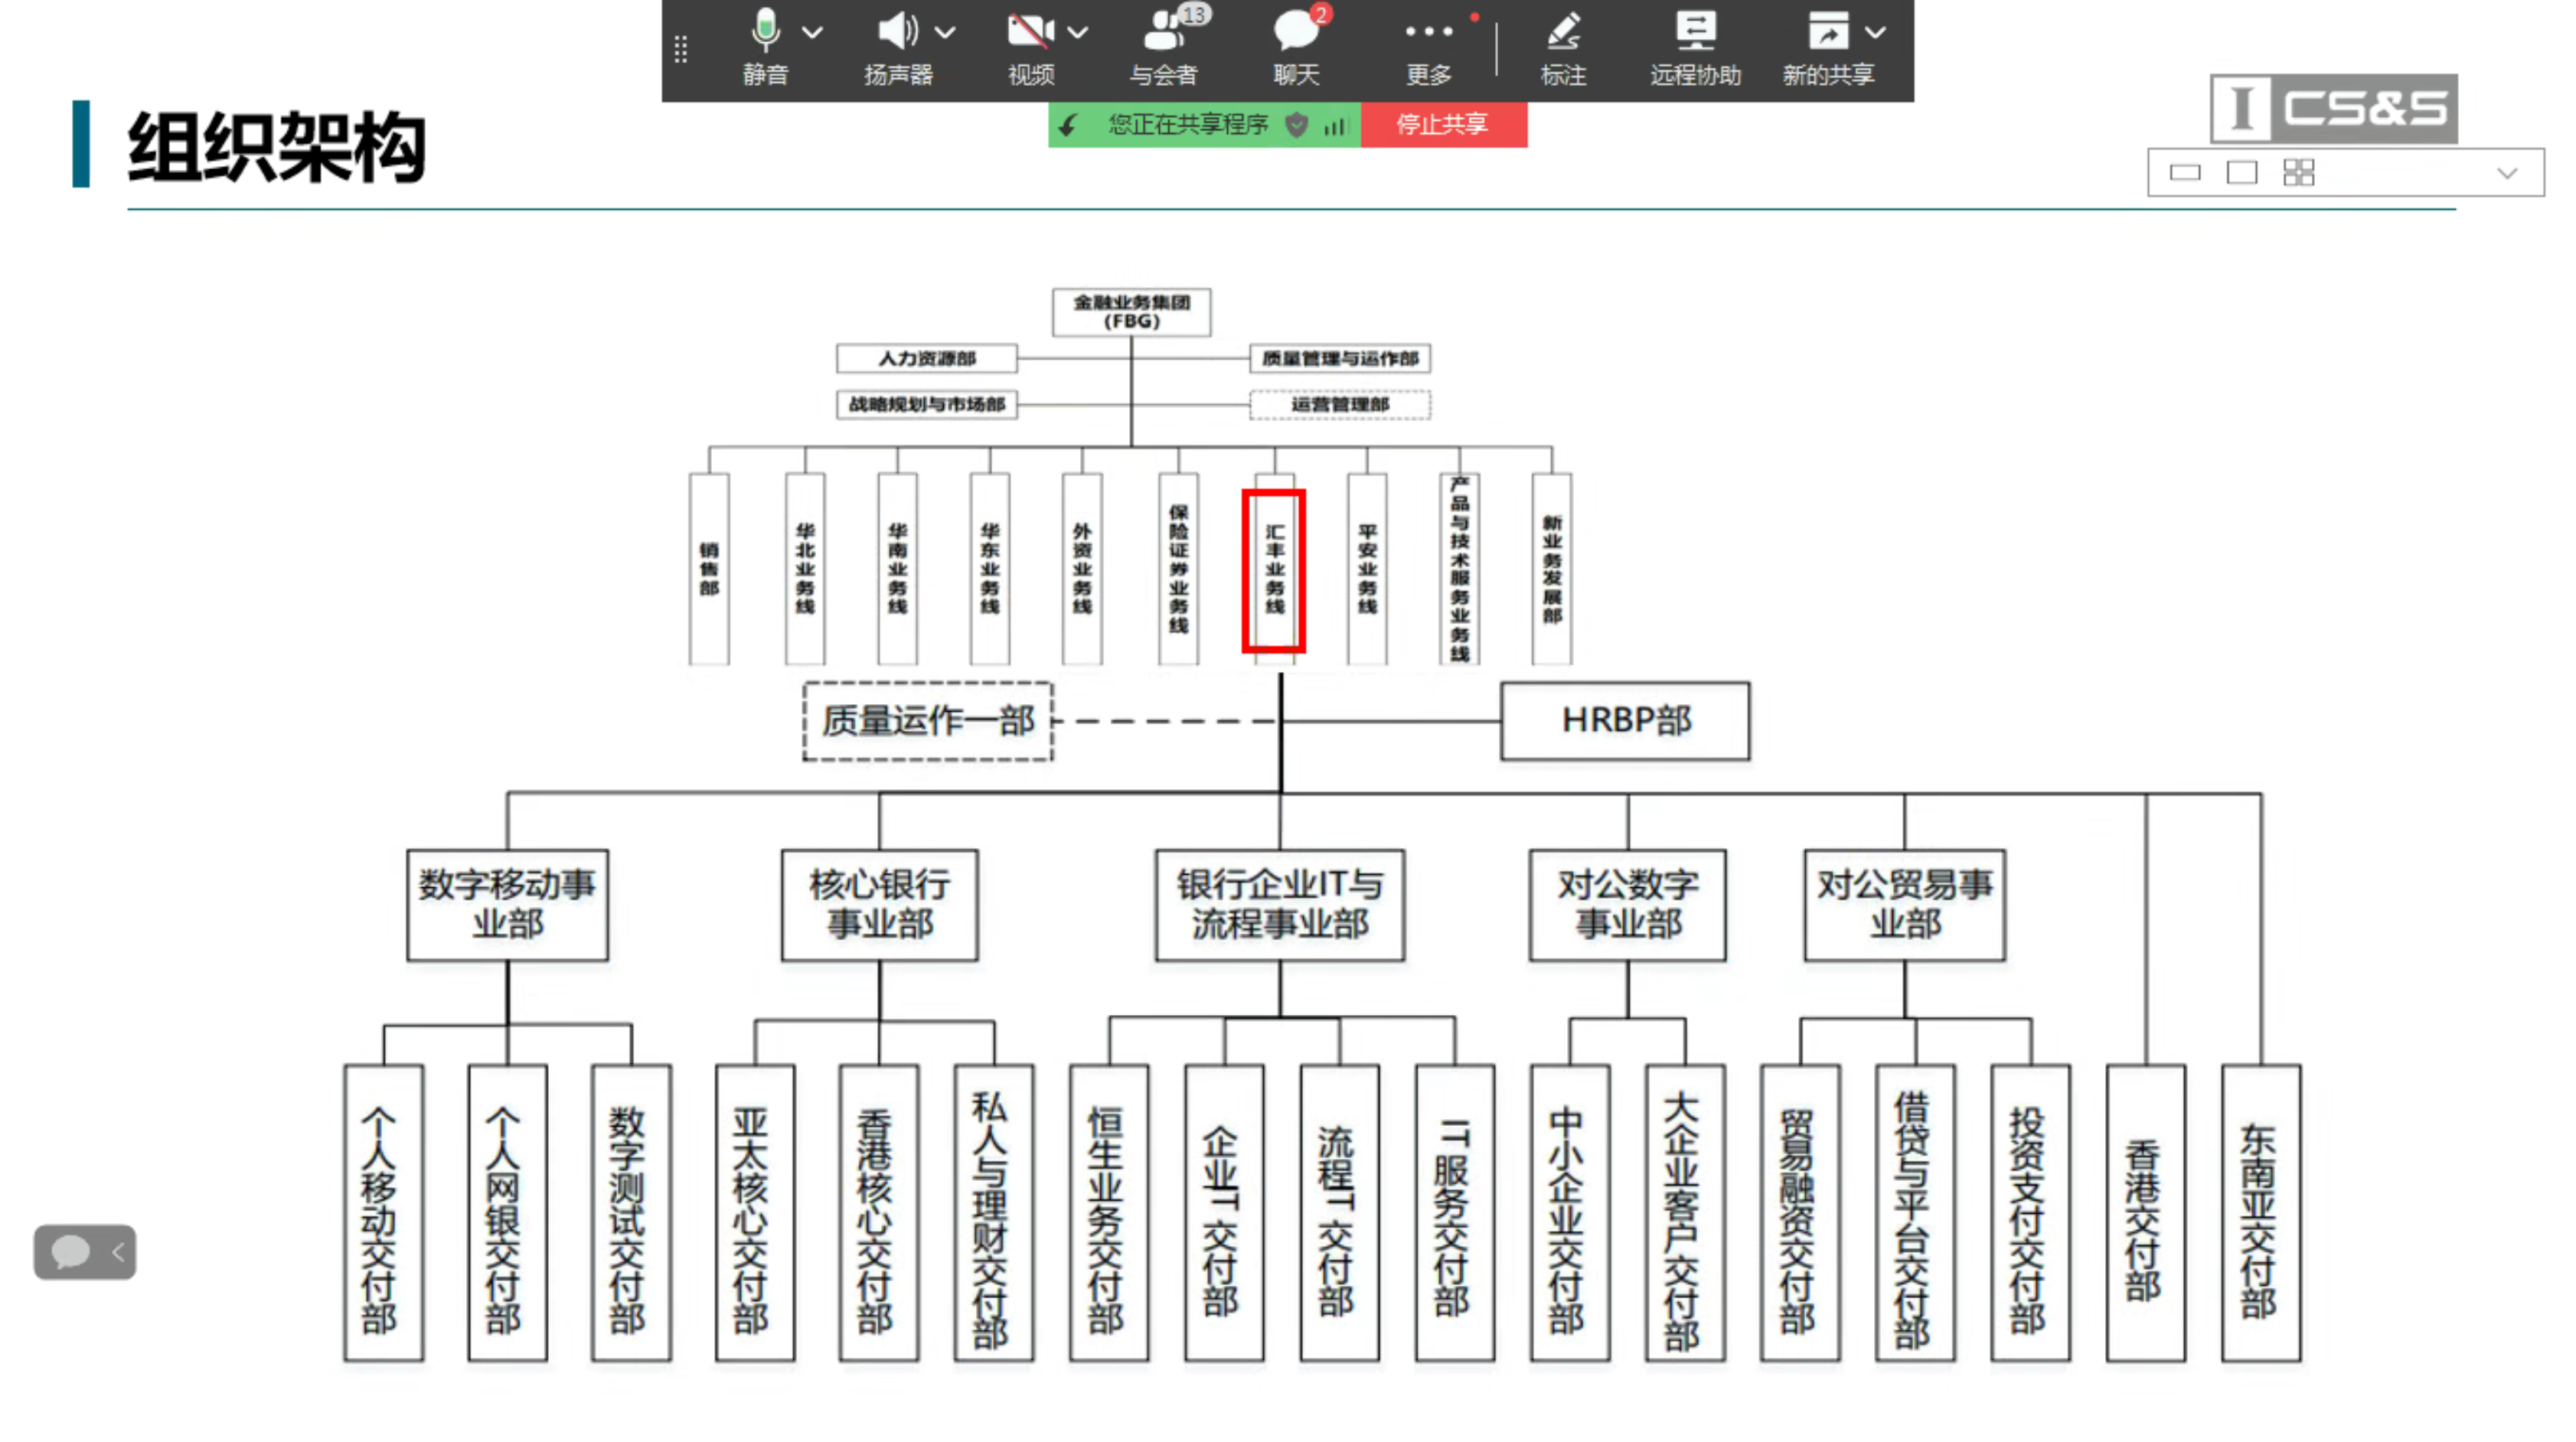 13
2
静音
扬声器
视频
与会者
聊天
更多
标注
远程协助
新的共享
您正在共享程序
停止共享
组织架构
I CS&S
金融业务集团
(FBG)
人力资源部
质量管理与运作部
战略规划与市场部
运营管理部
销售部
华北业务线
华南业务线
华东业务线
外资业务线
保险证券业务线
汇丰业务线
平安业务线
产品与技术服务业务线
新业务发展部
质量运作一部
HRBP部
数字移动事
业部
核心银行
事业部
银行企业IT与
流程事业部
对公数字
事业部
对公贸易事
业部
个人移动交付部
个人网银交付部
数字测试交付部
亚太核心交付部
香港核心交付部
私人与理财交付部
恒生业务交付部
企业IT交付部
流程IT交付部
IT服务交付部
中小企业交付部
大企业客户交付部
贸易融资交付部
借贷与平台交付部
投资支付交付部
香港交付部
东南亚交付部